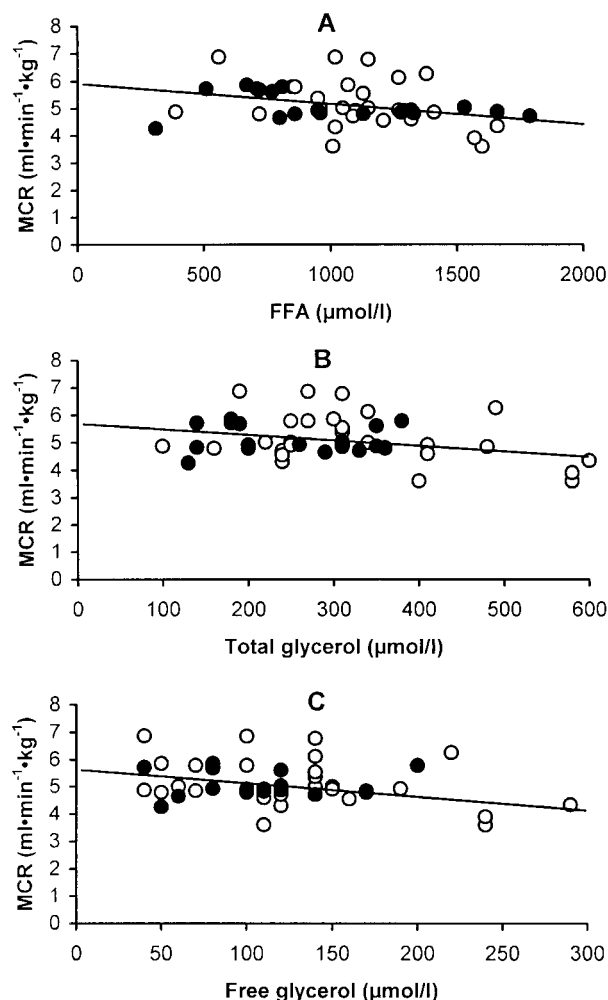 A
8
7
6
5
4
3
2
1
0
MCR (ml•min⁻¹•kg⁻¹)
0 500 1000 1500 2000
FFA (µmol/l)
B
8
7
6
5
4
3
2
1
0
MCR (ml•min⁻¹•kg⁻¹)
0 100 200 300 400 500 600
Total glycerol (µmol/l)
C
8
7
6
5
4
3
2
1
0
MCR (ml•min⁻¹•kg⁻¹)
0 50 100 150 200 250 300
Free glycerol (µmol/l)